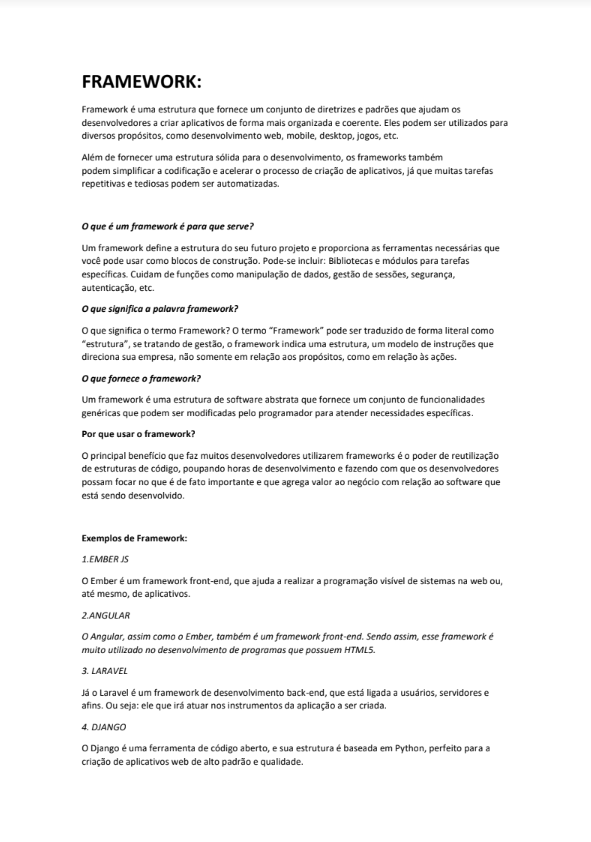 FRAMEWORK:
Framework é uma estrutura que fornece um conjunto de diretrizes e padrões que ajudam os
desenvolvedores a criar aplicativos de forma mais organizada e coerente. Eles podem ser utilizados para
diversos propósitos, como desenvolvimento web, mobile, desktop, jogos, etc.
Além de fornecer uma estrutura sólida para o desenvolvimento, os frameworks também
podem simplificar a codificação e acelerar o processo de criação de aplicativos, já que muitas tarefas
repetitivas e tediosas podem ser automatizadas.
O que é um framework é para que serve?
Um framework define a estrutura do seu futuro projeto e proporciona as ferramentas necessárias que
você pode usar como blocos de construção. Pode-se incluir: Bibliotecas e módulos para tarefas
específicas. Cuidam de funções como manipulação de dados, gestão de sessões, segurança,
autenticação, etc.
O que significa a palavra framework?
O que significa o termo Framework? O termo “Framework” pode ser traduzido de forma literal como
“estrutura”, se tratando de gestão, o framework indica uma estrutura, um modelo de instruções que
direciona sua empresa, não somente em relação aos propósitos, como em relação às ações.
O que fornece o framework?
Um framework é uma estrutura de software abstrata que fornece um conjunto de funcionalidades
genéricas que podem ser modificadas pelo programador para atender necessidades específicas.
Por que usar o framework?
O principal benefício que faz muitos desenvolvedores utilizarem frameworks é o poder de reutilização
de estruturas de código, poupando horas de desenvolvimento e fazendo com que os desenvolvedores
possam focar no que é de fato importante e que agrega valor ao negócio com relação ao software que
está sendo desenvolvido.
Exemplos de Framework:
1.EMBER JS
O Ember é um framework front-end, que ajuda a realizar a programação visível de sistemas na web ou,
até mesmo, de aplicativos.
2.ANGULAR
O Angular, assim como o Ember, também é um framework front-end. Sendo assim, esse framework é
muito utilizado no desenvolvimento de programas que possuem HTML5.
3. LARAVEL
Já o Laravel é um framework de desenvolvimento back-end, que está ligada a usuários, servidores e
afins. Ou seja: ele que irá atuar nos instrumentos da aplicação a ser criada.
4. DJANGO
O Django é uma ferramenta de código aberto, e sua estrutura é baseada em Python, perfeito para a
criação de aplicativos web de alto padrão e qualidade.